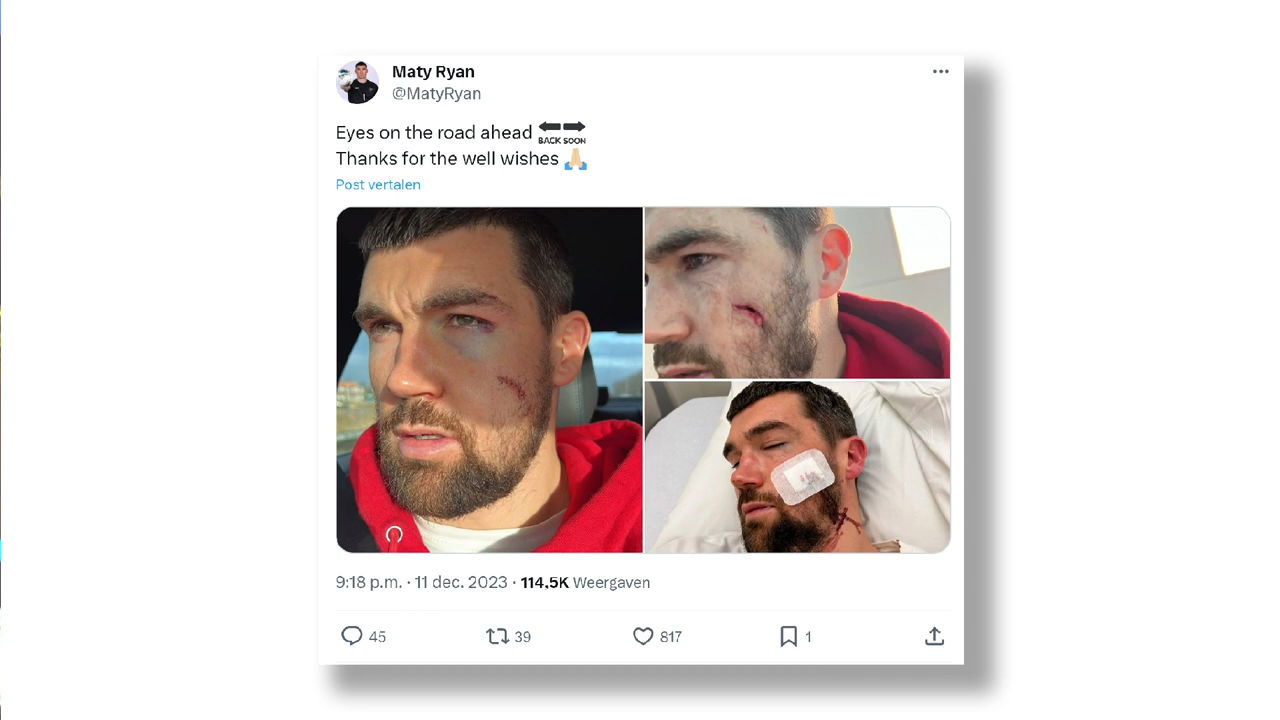 Maty Ryan
@MatyRyan
Eyes on the road ahead BACK SOON
Thanks for the well wishes
Post vertalen
9:18 p.m. · 11 dec. 2023 · 114,5K Weergaven
45 39 817 1